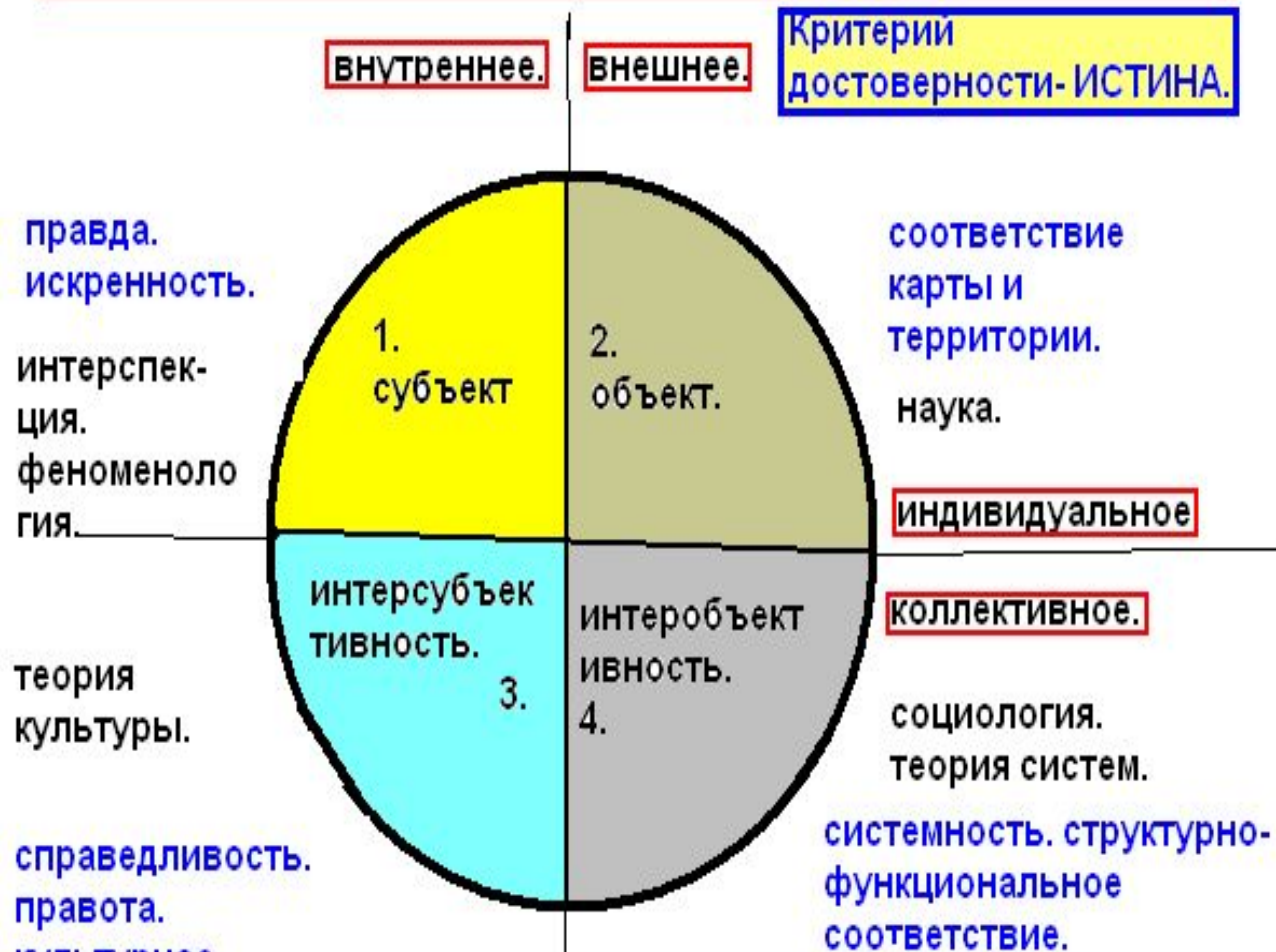 внутреннее.
внешнее.
Критерий
достоверности- ИСТИНА.
правда.
искренность.
интерспек-
ция.
феноменоло
гия.
1.
субъект
2.
объект.
соответствие
карты и
территории.
наука.
индивидуальное
коллективное.
интерсубъек
тивность.
3.
интеробъект
ивность.
4.
теория
культуры.
справедливость.
правота.
социология.
теория систем.
системность. структурно-
функциональное
соответствие.